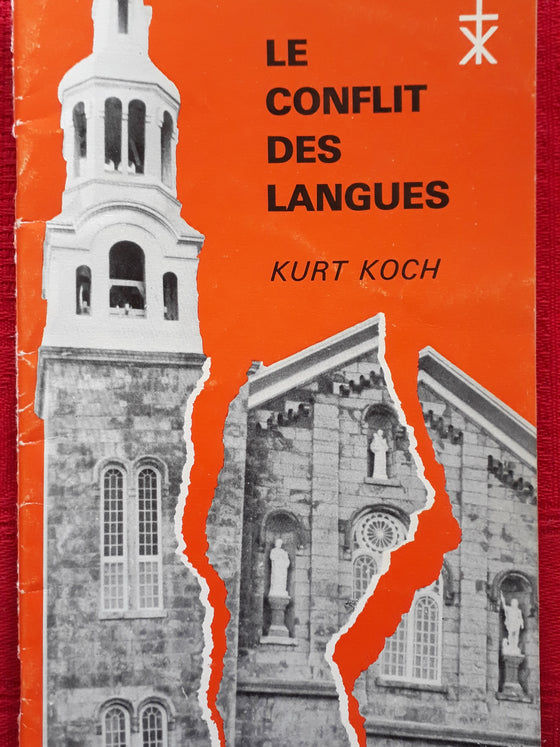 LE
CONFLIT
DES
LANGUES
KURT KOCH